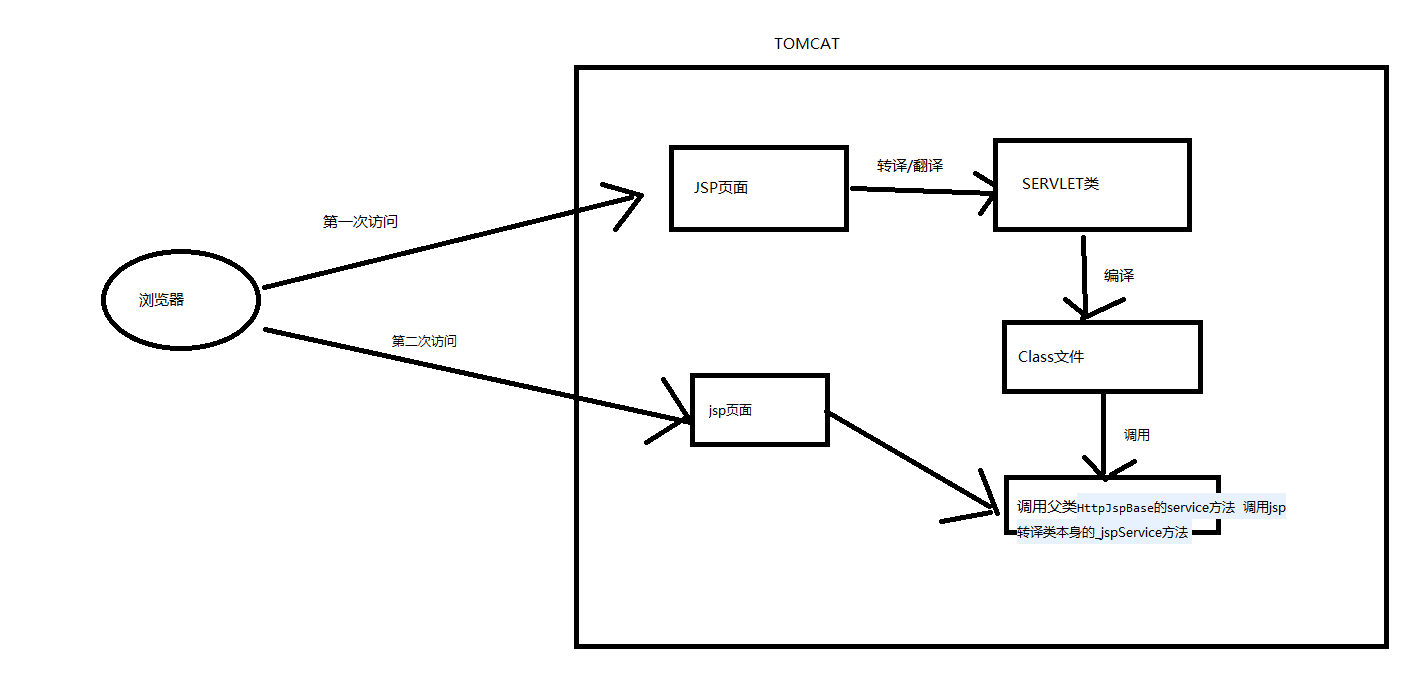 TOMCAT
JSP页面
转译/翻译
SERVLET类
第一次访问
编译
浏览器
第二次访问
Class文件
jsp页面
调用
调用父类HttpJspBase的service方法 调用jsp
转译类本身的_jspService方法